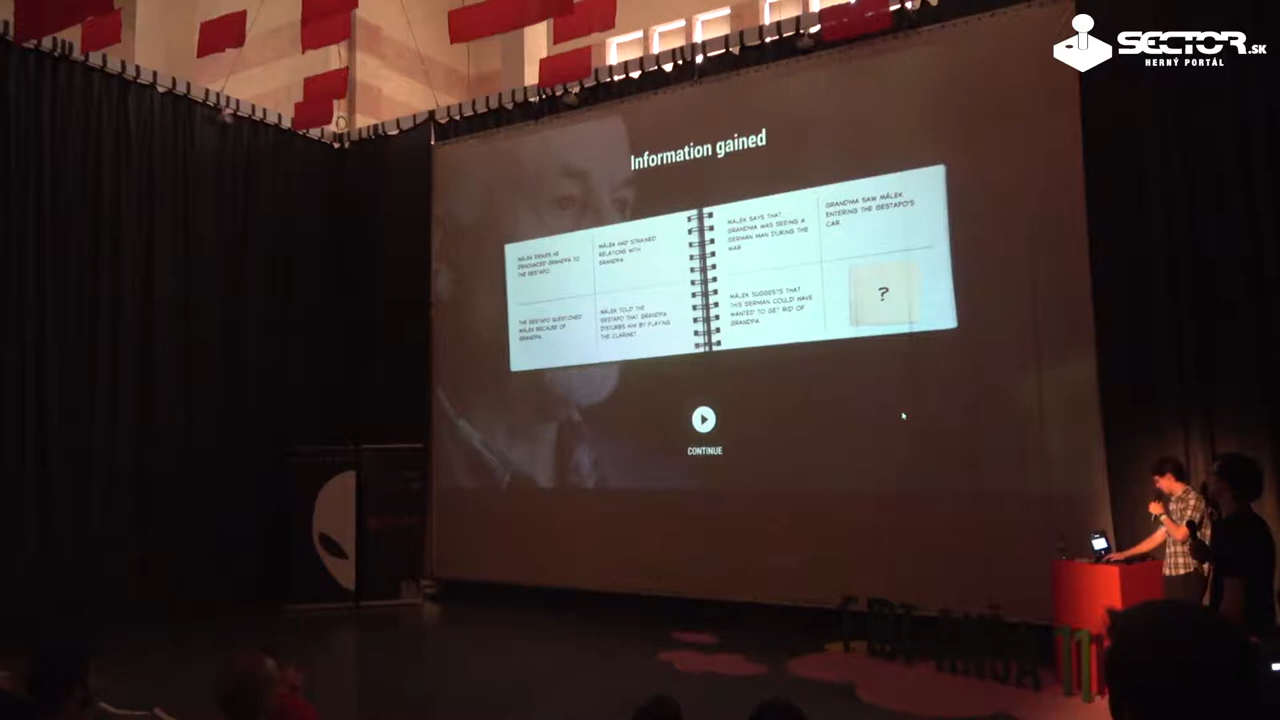 SECTOR.SK
HERNÝ PORTÁL
Information gained
MÁLEK DENIES HE
DENOUNCED GRANDPA TO
THE GESTAPO.
MÁLEK HAD STRAINED
RELATIONS WITH
GRANDPA.
THE GESTAPO QUESTIONED
MÁLEK BECAUSE OF
GRANDPA.
MÁLEK TOLD THE
GESTAPO THAT GRANDPA
DISTURBS HIM BY PLAYING
THE CLARINET.
MÁLEK SAYS THAT
GRANDMA WAS SEEING A
GERMAN MAN DURING THE
WAR
GRANDMA SAW MÁLEK
ENTERING THE GESTAPO'S
CAR.
MÁLEK SUGGESTS THAT
THIS GERMAN COULD HAVE
WANTED TO GET RID OF
GRANDPA
?
CONTINUE